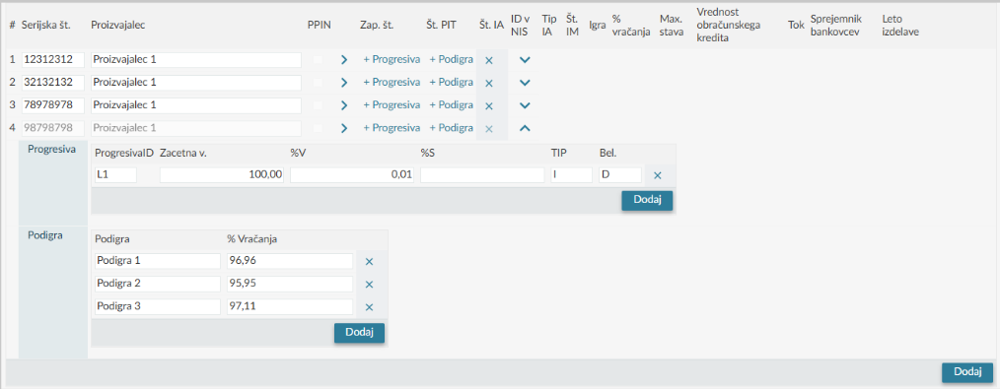 # Serijska št. Proizvajalec PPIN Zap. št. Št. PIT Št. IA ID v NIS Tip IA Št. IM Igra % vračanja Max. stava Vrednost obračunskega kredita Tok Sprejemnik bankovcev Leto izdelave
1 12312312 Proizvajalec 1 + Progresiva + Podigra
2 32132132 Proizvajalec 1 + Progresiva + Podigra
3 78978978 Proizvajalec 1 + Progresiva + Podigra
4 98798798 Proizvajalec 1 + Progresiva + Podigra
Progresiva
ProgresivaID Zacetna v. %V %S TIP Bel.
L1 100,00 0,01 I D
Dodaj
Podigra
Podigra % Vračanja
Podigra 1 96,96
Podigra 2 95,95
Podigra 3 97,11
Dodaj
Dodaj